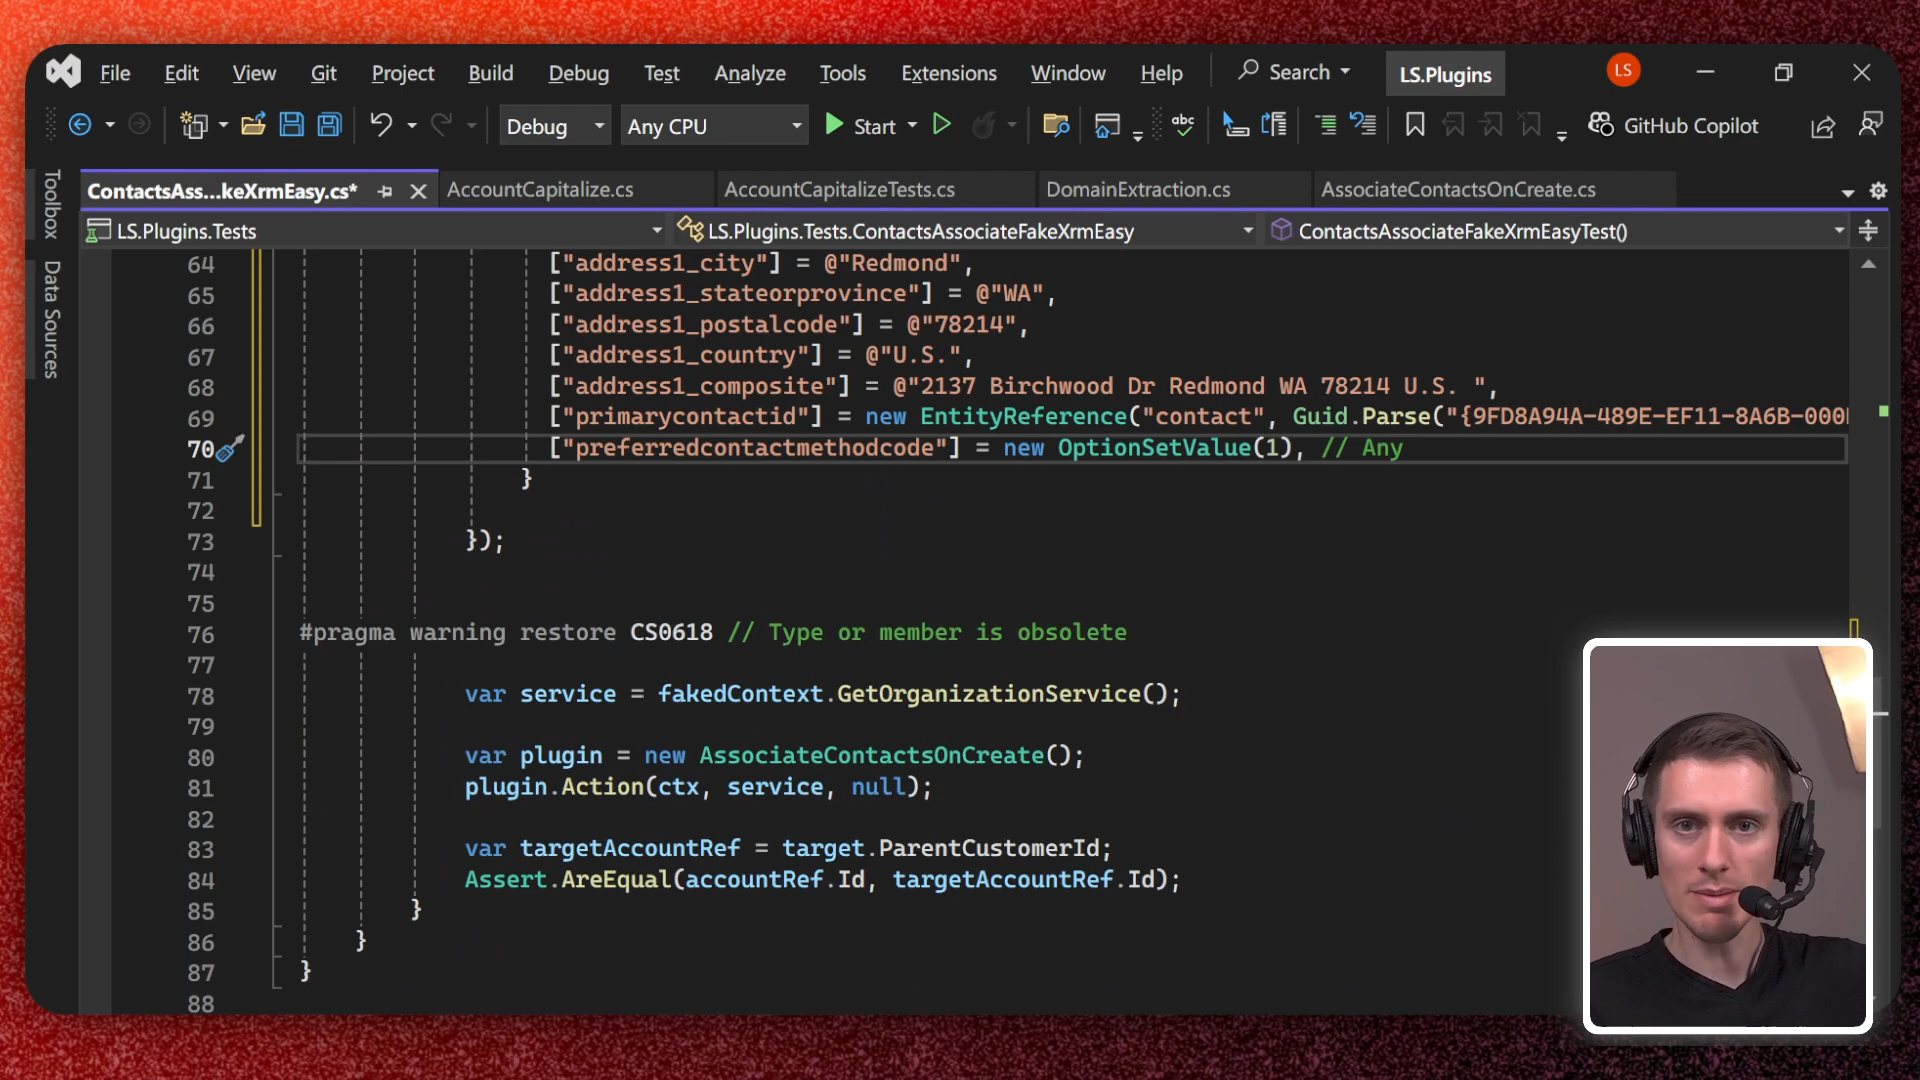 File Edit View Git Project Build Debug Test Analyze Tools Extensions Window Help Search LS.Plugins LS
Debug Any CPU Start abc GitHub Copilot
Toolbox
Data Sources
ContactsAss...keXrmEasy.cs* AccountCapitalize.cs AccountCapitalizeTests.cs DomainExtraction.cs AssociateContactsOnCreate.cs
LS.Plugins.Tests LS.Plugins.Tests.ContactsAssociateFakeXrmEasy ContactsAssociateFakeXrmEasyTest()
64 ["address1_city"] = @"Redmond",
65 ["address1_stateorprovince"] = @"WA",
66 ["address1_postalcode"] = @"78214",
67 ["address1_country"] = @"U.S.",
68 ["address1_composite"] = @"2137 Birchwood Dr Redmond WA 78214 U.S. ",
69 ["primarycontactid"] = new EntityReference("contact", Guid.Parse("{9FD8A94A-489E-EF11-8A6B-000
70 ["preferredcontactmethodcode"] = new OptionSetValue(1), // Any
71 }
72
73 });
74
75
76 #pragma warning restore CS0618 // Type or member is obsolete
77
78 var service = fakedContext.GetOrganizationService();
79
80 var plugin = new AssociateContactsOnCreate();
81 plugin.Action(ctx, service, null);
82
83 var targetAccountRef = target.ParentCustomerId;
84 Assert.AreEqual(accountRef.Id, targetAccountRef.Id);
85 }
86 }
87 }
88